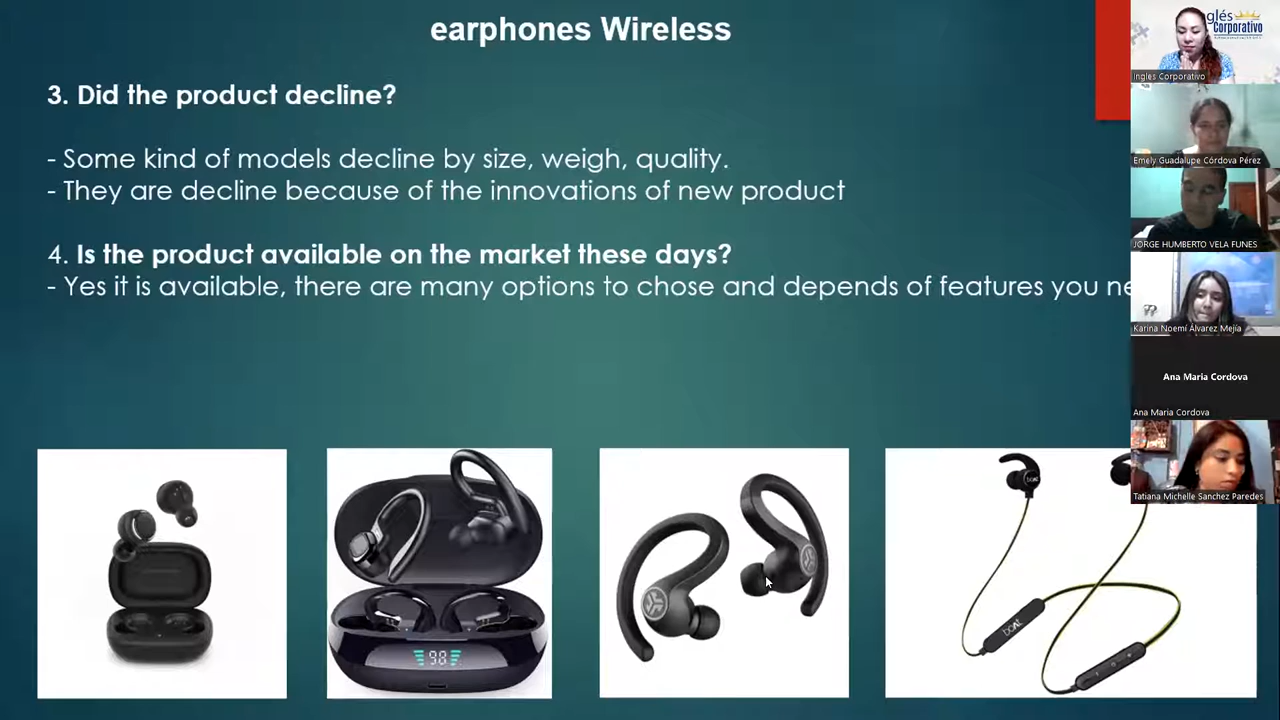 earphones Wireless
3. Did the product decline?
- Some kind of models decline by size, weigh, quality.
- They are decline because of the innovations of new product
4. Is the product available on the market these days?
- Yes it is available, there are many options to chose and depends of features you
98
boAt
glés
Corporativo
Ingles Corporativo
Emely Guadalupe Córdova Pérez
JORGE HUMBERTO VELA FUNES
Karina Noemí Álvarez Mejía
Ana Maria Cordova
Ana Maria Cordova
Tatiana Michelle Sanchez Paredes